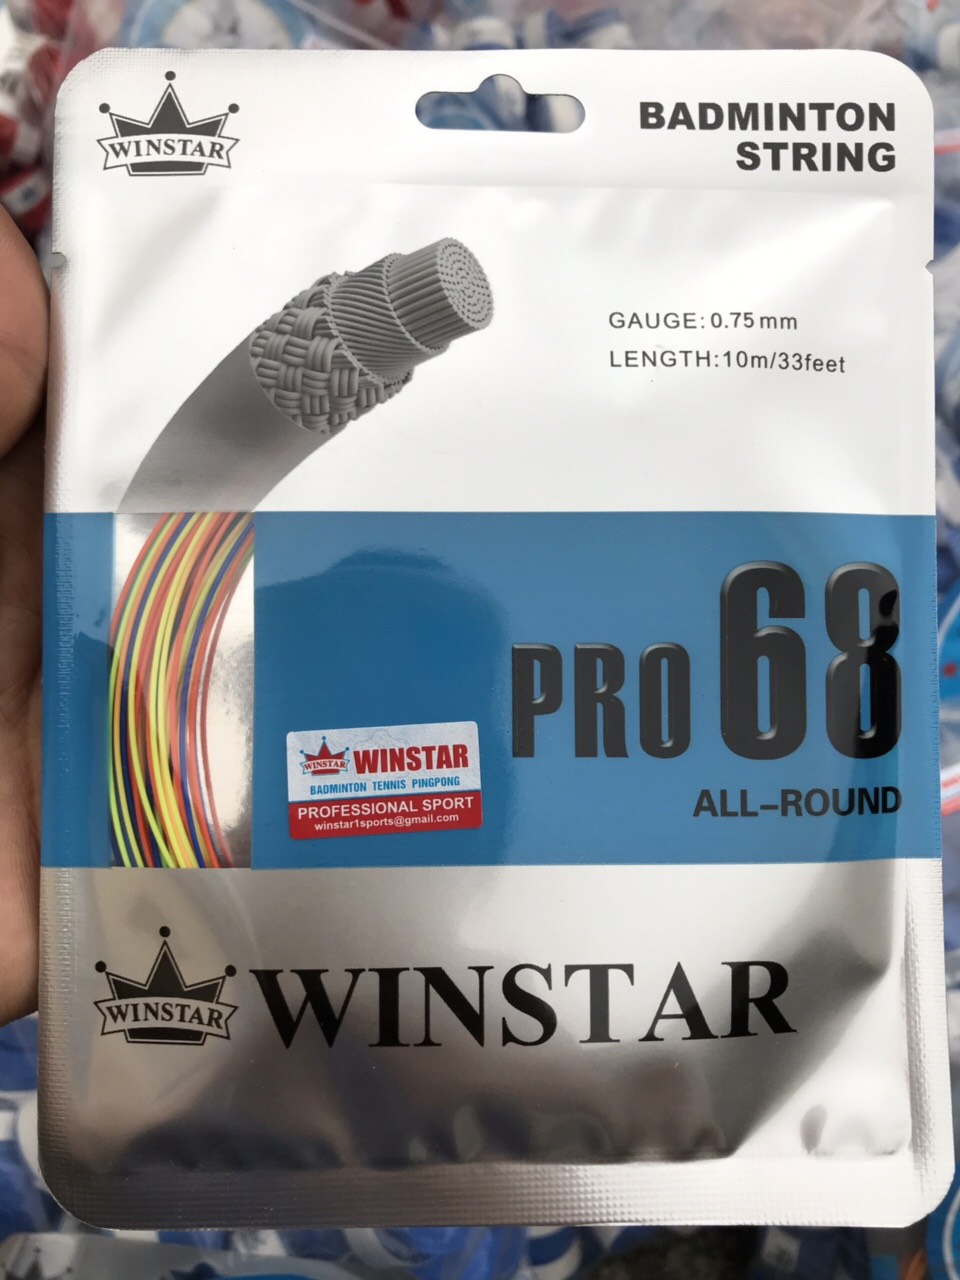 WINSTAR
BADMINTON
STRING
GAUGE: 0.75 mm
LENGTH: 10m/33feet
PRO 68
ALL-ROUND
WINSTAR WINSTAR
BADMINTON TENNIS PINGPONG
PROFESSIONAL SPORT
winstar1sports@gmail.com
WINSTAR WINSTAR